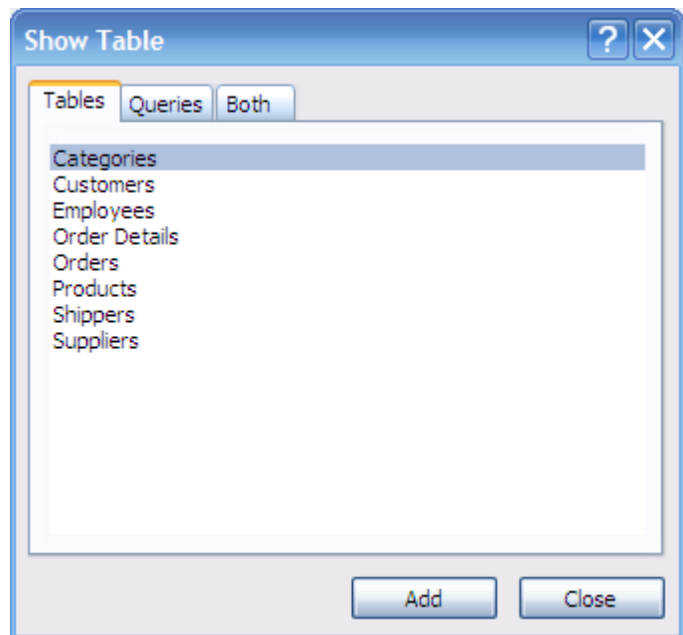 Show Table
Tables Queries Both
Categories
Customers
Employees
Order Details
Orders
Products
Shippers
Suppliers
Add Close